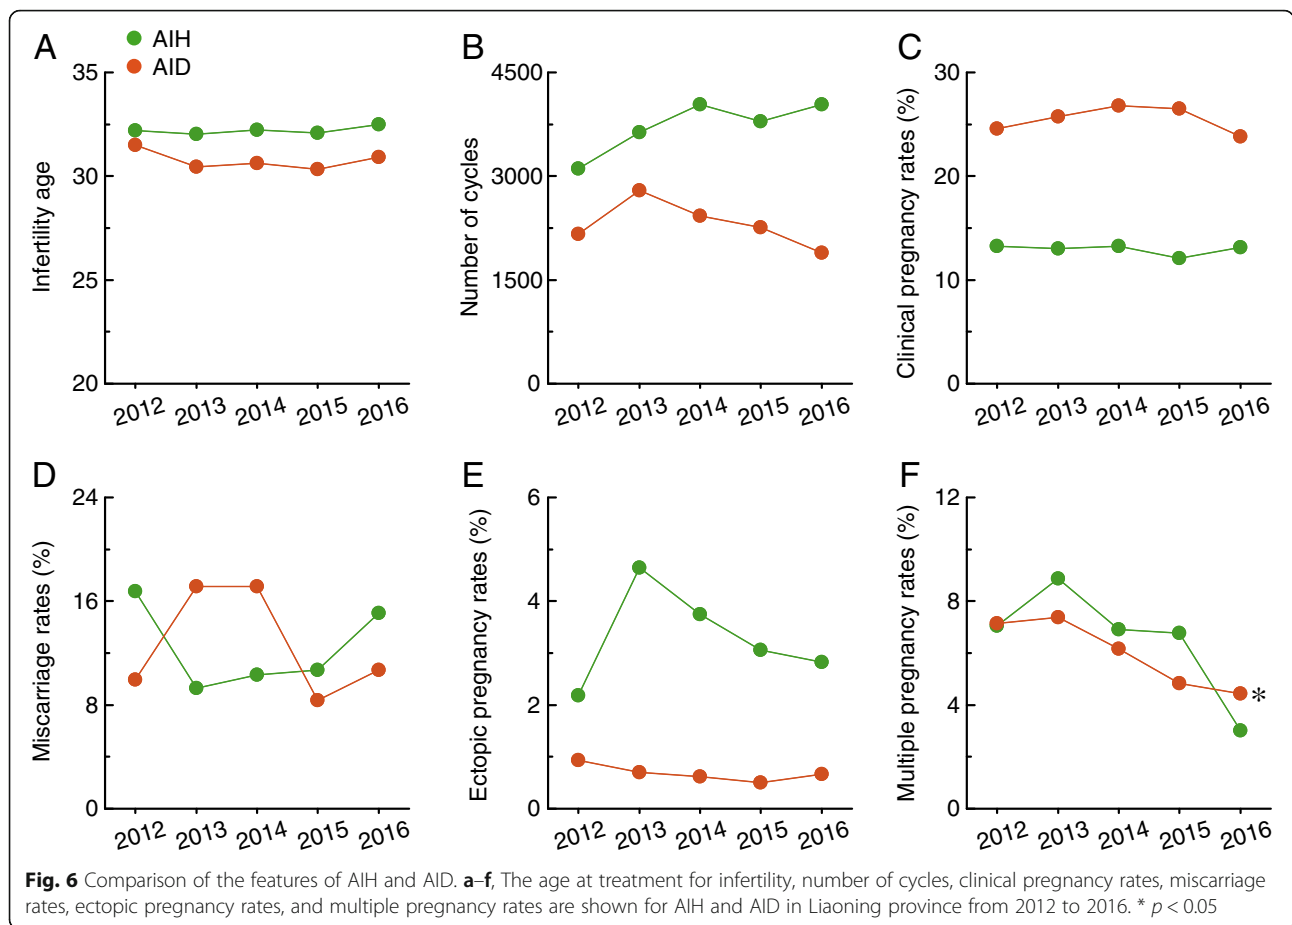 A
AIH
AID
35
30
25
20
Infertility age
2012 2013 2014 2015 2016
B
4500
3000
1500
0
Number of cycles
2012 2013 2014 2015 2016
C
30
20
10
0
Clinical pregnancy rates (%)
2012 2013 2014 2015 2016
D
24
16
8
0
Miscarriage rates (%)
2012 2013 2014 2015 2016
E
6
4
2
0
Ectopic pregnancy rates (%)
2012 2013 2014 2015 2016
F
12
8
4
0
Multiple pregnancy rates (%)
*
2012 2013 2014 2015 2016
Fig. 6 Comparison of the features of AIH and AID. a–f, The age at treatment for infertility, number of cycles, clinical pregnancy rates, miscarriage
rates, ectopic pregnancy rates, and multiple pregnancy rates are shown for AIH and AID in Liaoning province from 2012 to 2016. * p < 0.05